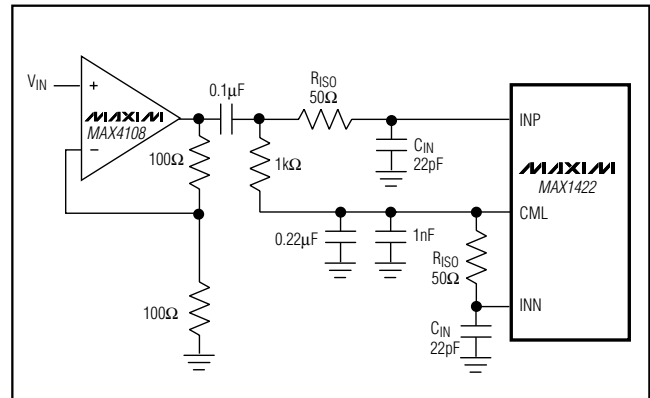 VIN
+
−
MAXIM
MAX4108
0.1µF
RISO
50Ω
INP
CIN
22pF
100Ω
1kΩ
MAXIM
MAX1422
0.22µF
1nF
CML
RISO
50Ω
INN
100Ω
CIN
22pF